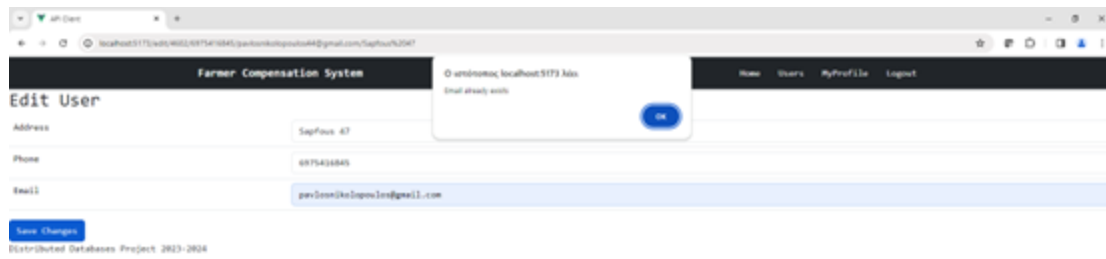 API Client
localhost:5173/edit/4602/6975416845/pavlosnikolopoulos44@gmail.com/Sapfous%2047
Farmer Compensation System
Home Users MyProfile Logout
Ο ιστότοπος localhost:5173 λέει
Email already exists
OK
Edit User
Address
Sapfous 47
Phone
6975416845
Email
pavlosnikolopoulos@gmail.com
Save Changes
Distributed Databases Project 2023-2024